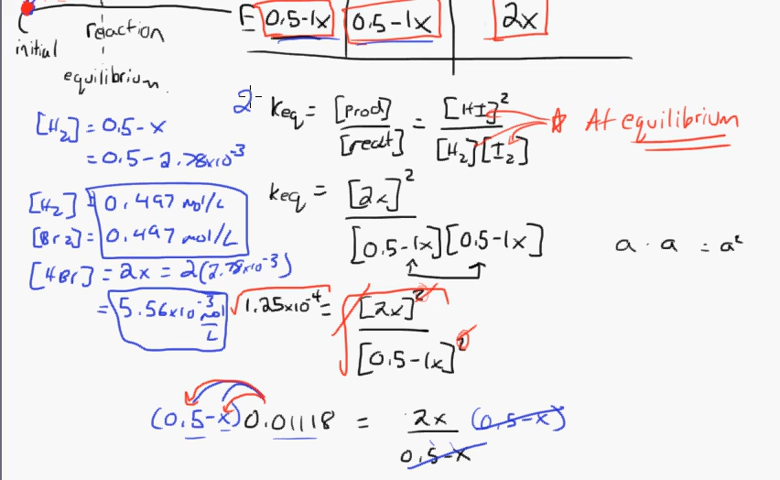 E 0.5-1x 0.5-1x 2x
initial
reaction
equilibrium
2-
Keq = [Prod] / [react] = [HI]² / [H₂][I₂]
At equilibrium
[H₂] = 0.5 - x
= 0.5 - 2.78x10⁻³
[H₂] = 0.497 mol/L
[Br₂] = 0.497 mol/L
[HBr] = 2x = 2(2.78x10⁻³)
= 5.56x10⁻³ mol/L
Keq = [2x]² / [0.5-1x][0.5-1x]
a · a = a²
√1.25x10⁻⁴ = √[2x]² / [0.5-1x]²
(0.5-x)0.01118 = 2x / 0.5-x (0.5-x)